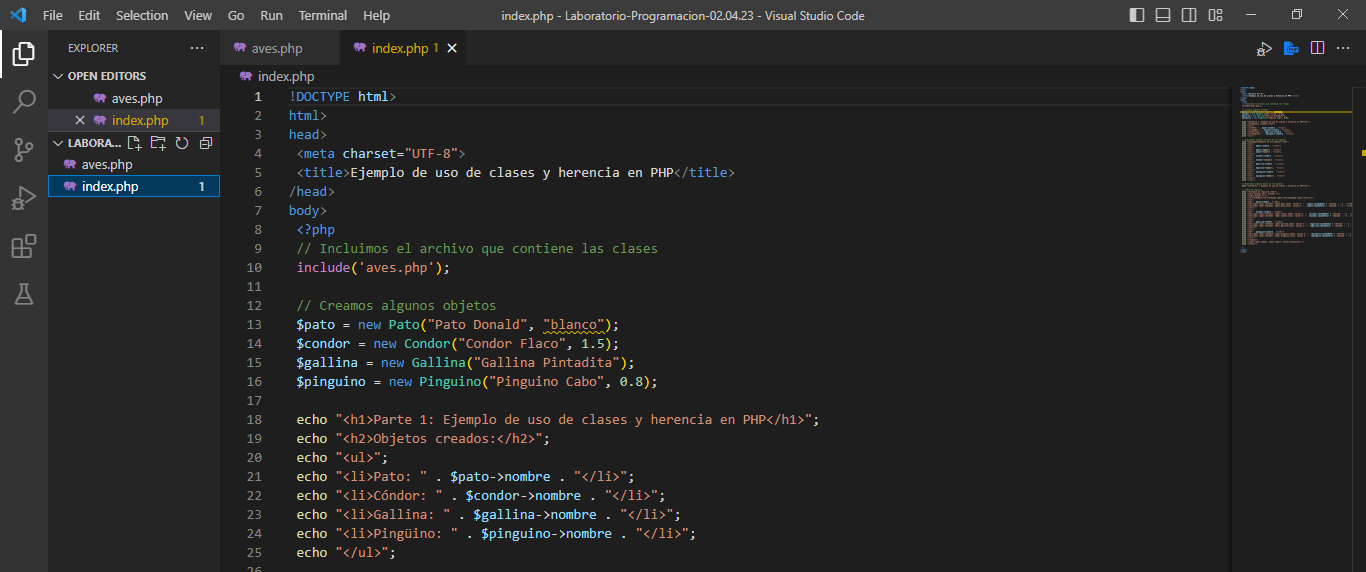 File Edit Selection View Go Run Terminal Help index.php - Laboratorio-Programacion-02.04.23 - Visual Studio Code
EXPLORER ···
OPEN EDITORS
aves.php
index.php 1
LABORA...
aves.php
index.php 1
aves.php index.php 1
index.php
1 !DOCTYPE html>
2 html>
3 head>
4 <meta charset="UTF-8">
5 <title>Ejemplo de uso de clases y herencia en PHP</title>
6 /head>
7 body>
8 <?php
9 // Incluimos el archivo que contiene las clases
10 include('aves.php');
11
12 // Creamos algunos objetos
13 $pato = new Pato("Pato Donald", "blanco");
14 $condor = new Condor("Condor Flaco", 1.5);
15 $gallina = new Gallina("Gallina Pintadita");
16 $pinguino = new Pinguino("Pinguino Cabo", 0.8);
17
18 echo "<h1>Parte 1: Ejemplo de uso de clases y herencia en PHP</h1>";
19 echo "<h2>Objetos creados:</h2>";
20 echo "<ul>";
21 echo "<li>Pato: " . $pato->nombre . "</li>";
22 echo "<li>Cóndor: " . $condor->nombre . "</li>";
23 echo "<li>Gallina: " . $gallina->nombre . "</li>";
24 echo "<li>Pingüino: " . $pinguino->nombre . "</li>";
25 echo "</ul>";